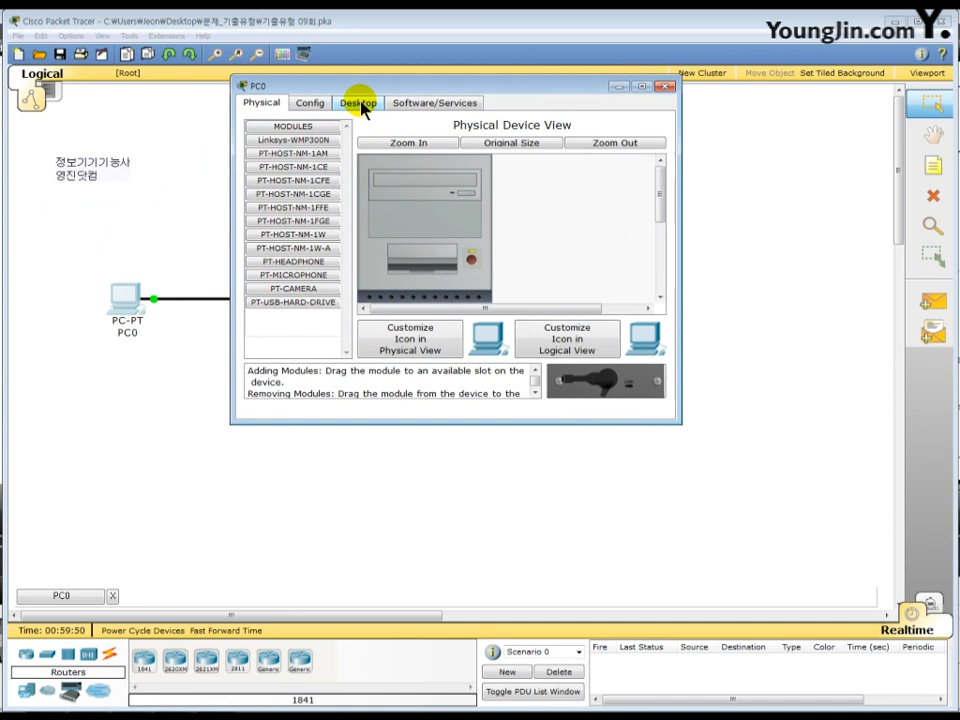 Cisco Packet Tracer - C:\Users\Jeon\Desktop\문제_기출유형\기출유형 09회.pka
YoungJin.com Y.
File Edit Options View Tools Extensions Help
Logical [Root] New Cluster Move Object Set Tiled Background Viewport
PC0
Physical Config Desktop Software/Services
MODULES
Linksys-WMP300N
PT-HOST-NM-1AM
PT-HOST-NM-1CE
PT-HOST-NM-1CFE
PT-HOST-NM-1CGE
PT-HOST-NM-1FFE
PT-HOST-NM-1FGE
PT-HOST-NM-1W
PT-HOST-NM-1W-A
PT-HEADPHONE
PT-MICROPHONE
PT-CAMERA
PT-USB-HARD-DRIVE
Physical Device View
Zoom In Original Size Zoom Out
Customize
Icon in
Physical View
Customize
Icon in
Logical View
Adding Modules: Drag the module to an available slot on the
device.
Removing Modules: Drag the module from the device to the
정보기기기능사
영진닷컴
PC-PT
PC0
PC0 X
Time: 00:59:50 Power Cycle Devices Fast Forward Time Realtime
Routers
1841 2620XM 2621XM 2811 Generic Generic
1841
Scenario 0
New Delete
Toggle PDU List Window
Fire Last Status Source Destination Type Color Time (sec) Periodic